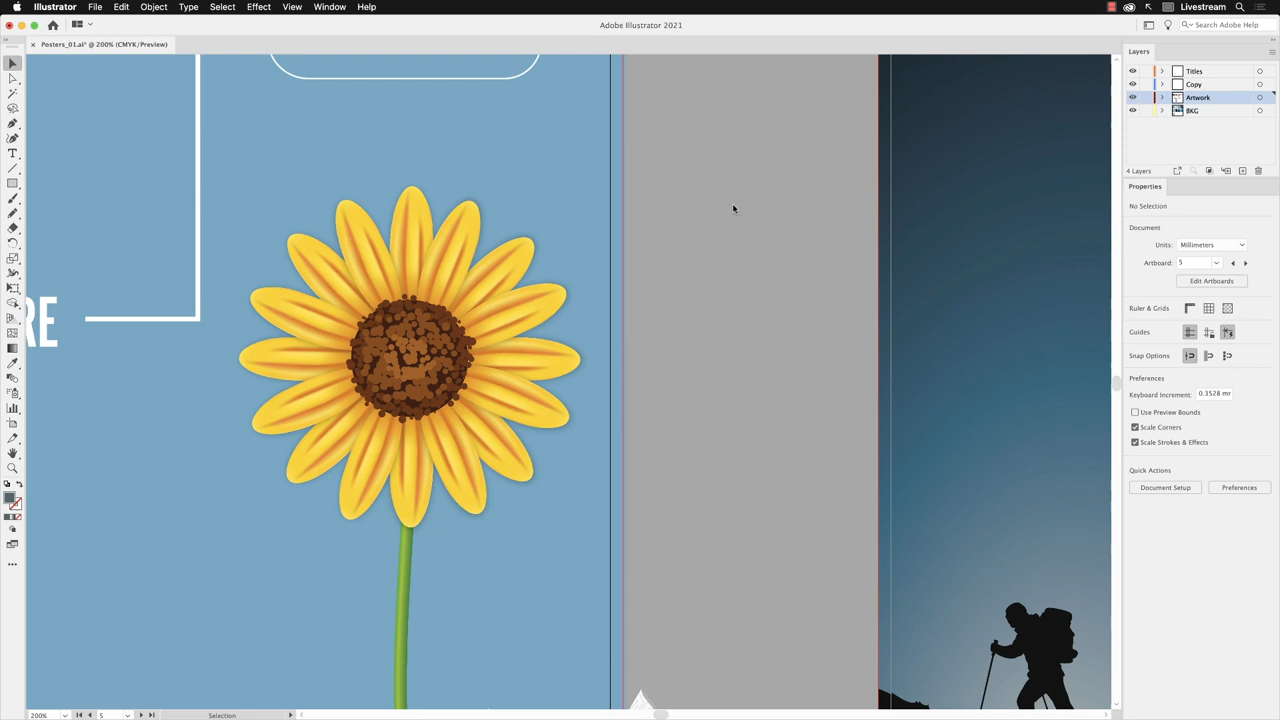 Illustrator File Edit Object Type Select Effect View Window Help
Livestream
Adobe Illustrator 2021
Search Adobe Help
Posters_01.ai* @ 200% (CMYK/Preview)
Layers
Titles
Copy
Artwork
BKG
4 Layers
Properties
No Selection
Document
Units: Millimeters
Artboard: 5
Edit Artboards
RE
Ruler & Grids
Guides
Snap Options
Preferences
Keyboard Increment: 0.3528 mm
Use Preview Bounds
Scale Corners
Scale Strokes & Effects
Quick Actions
Document Setup Preferences
200% 5 Selection